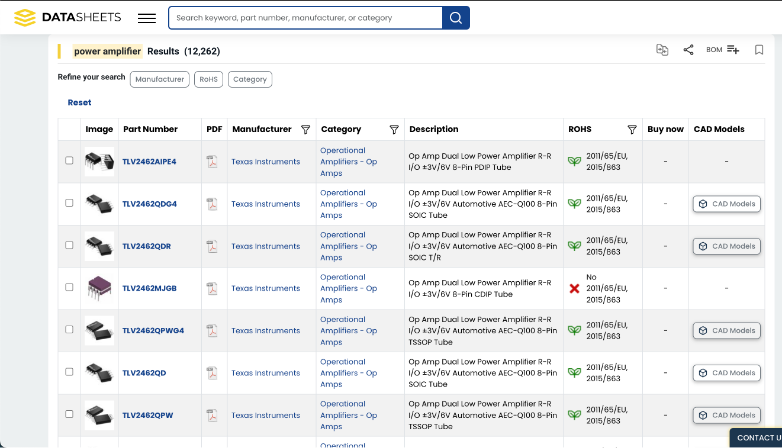 DATASHEETS
Search keyword, part number, manufacturer, or category
power amplifier Results (12,262)
BOM
Refine your search Manufacturer RoHS Category
Reset
Image Part Number PDF Manufacturer Category Description ROHS Buy now CAD Models
TLV2462AIPE4 Texas Instruments
Operational
Amplifiers - Op
Amps
Op Amp Dual Low Power Amplifier R-R
I/O ±3V/6V 8-Pin PDIP Tube
2011/65/EU,
2015/863
- -
TLV2462QDG4 Texas Instruments
Operational
Amplifiers - Op
Amps
Op Amp Dual Low Power Amplifier R-R
I/O ±3V/6V Automotive AEC-Q100 8-Pin
SOIC Tube
2011/65/EU,
2015/863
- CAD Models
TLV2462QDR Texas Instruments
Operational
Amplifiers - Op
Amps
Op Amp Dual Low Power Amplifier R-R
I/O ±3V/6V Automotive AEC-Q100 8-Pin
SOIC T/R
2011/65/EU,
2015/863
- CAD Models
TLV2462MJGB Texas Instruments
Operational
Amplifiers - Op
Amps
Op Amp Dual Low Power Amplifier R-R
I/O ±3V/6V 8-Pin CDIP Tube
No
2011/65/EU,
2015/863
- -
TLV2462QPWG4 Texas Instruments
Operational
Amplifiers - Op
Amps
Op Amp Dual Low Power Amplifier R-R
I/O ±3V/6V Automotive AEC-Q100 8-Pin
TSSOP Tube
2011/65/EU,
2015/863
- CAD Models
TLV2462QD Texas Instruments
Operational
Amplifiers - Op
Amps
Op Amp Dual Low Power Amplifier R-R
I/O ±3V/6V Automotive AEC-Q100 8-Pin
SOIC Tube
2011/65/EU,
2015/863
- CAD Models
TLV2462QPW Texas Instruments
Operational
Amplifiers - Op
Amps
Op Amp Dual Low Power Amplifier R-R
I/O ±3V/6V Automotive AEC-Q100 8-Pin
TSSOP Tube
2011/65/EU,
2015/863
- CAD Models
Operational
Op Amp Dual Low Power Amplifier R-R
CONTACT